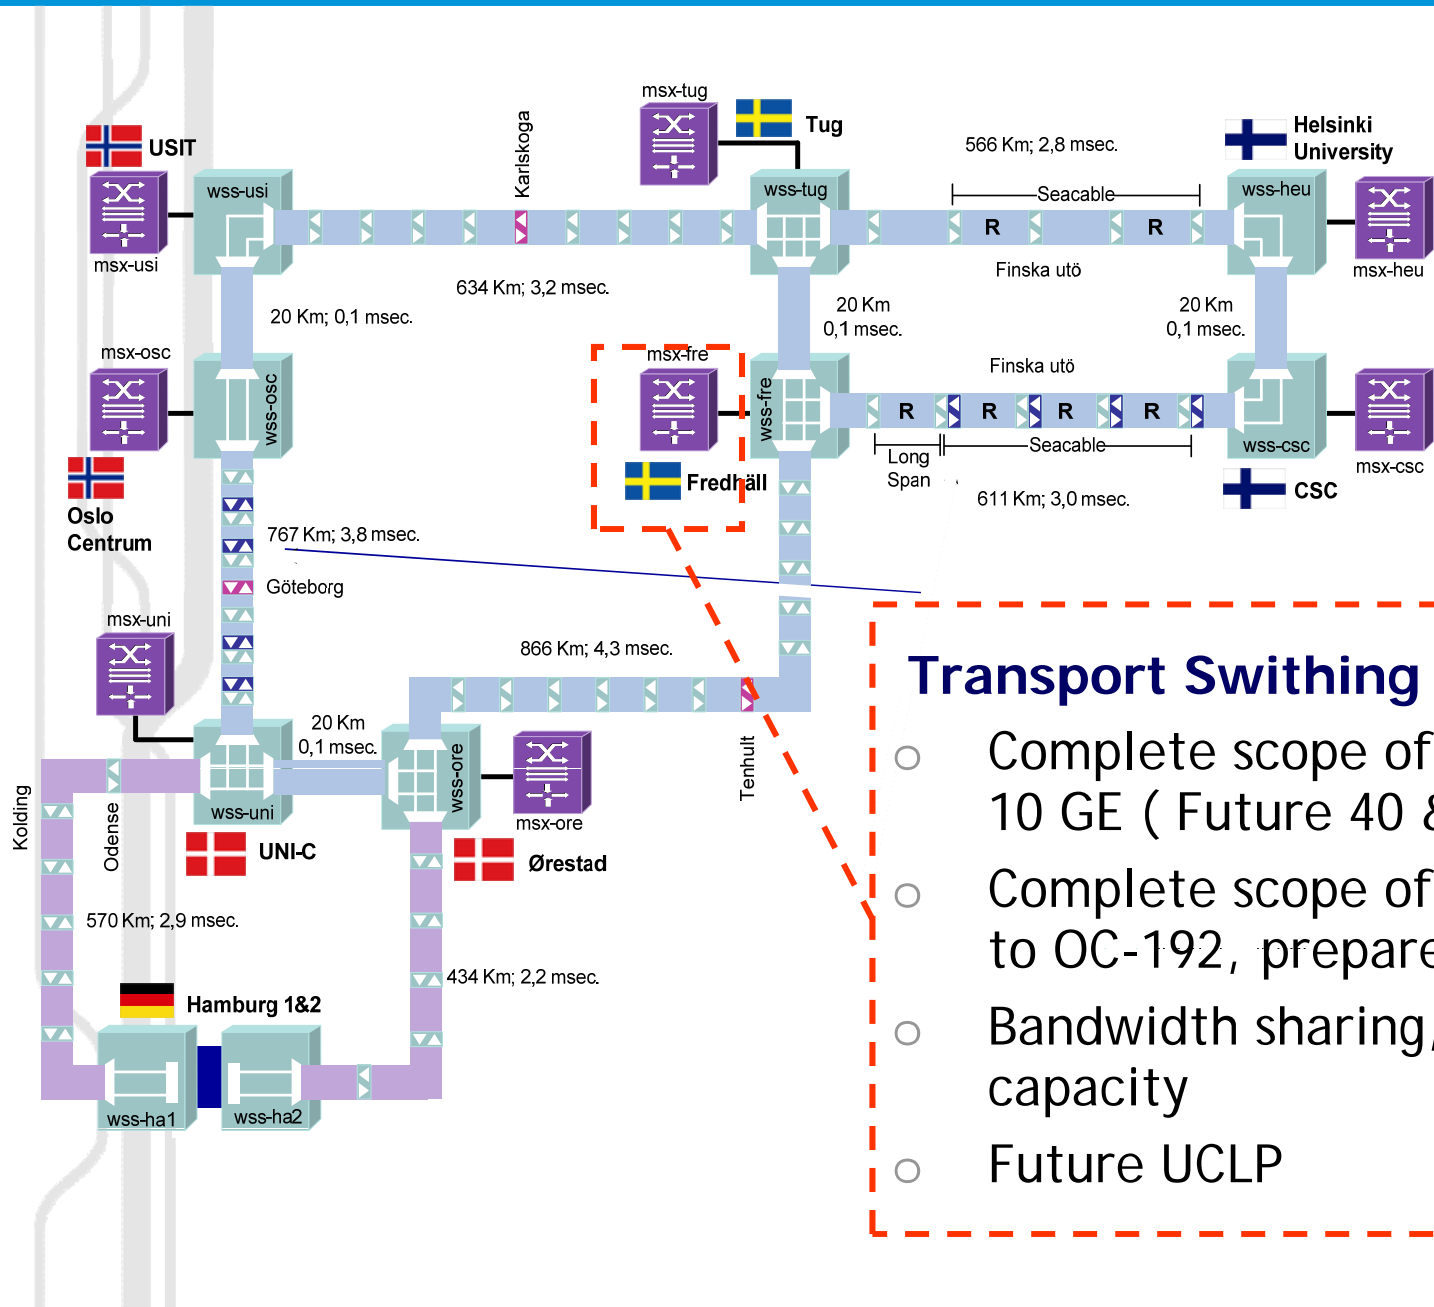 msx-tug
Tug
Karlskoga
USIT
wss-usi
msx-usi
wss-tug
566 Km; 2,8 msec.
Seacable
R
R
Finska utö
Helsinki
University
wss-heu
msx-heu
634 Km; 3,2 msec.
20 Km; 0,1 msec.
20 Km
0,1 msec.
20 Km
0,1 msec.
msx-osc
wss-osc
Oslo
Centrum
msx-fre
wss-fre
Fredhäll
Finska utö
R
R
R
R
Long
Span
Seacable
611 Km; 3,0 msec.
wss-csc
msx-csc
CSC
767 Km; 3,8 msec.
Göteborg
msx-uni
866 Km; 4,3 msec.
20 Km
0,1 msec.
wss-ore
Tenhult
msx-ore
wss-uni
UNI-C
Ørestad
Kolding
Odense
570 Km; 2,9 msec.
434 Km; 2,2 msec.
Hamburg 1&2
wss-ha1
wss-ha2
Transport Swithing
o Complete scope of
10 GE ( Future 40 &
o Complete scope of
to OC-192, prepare
o Bandwidth sharing,
capacity
o Future UCLP